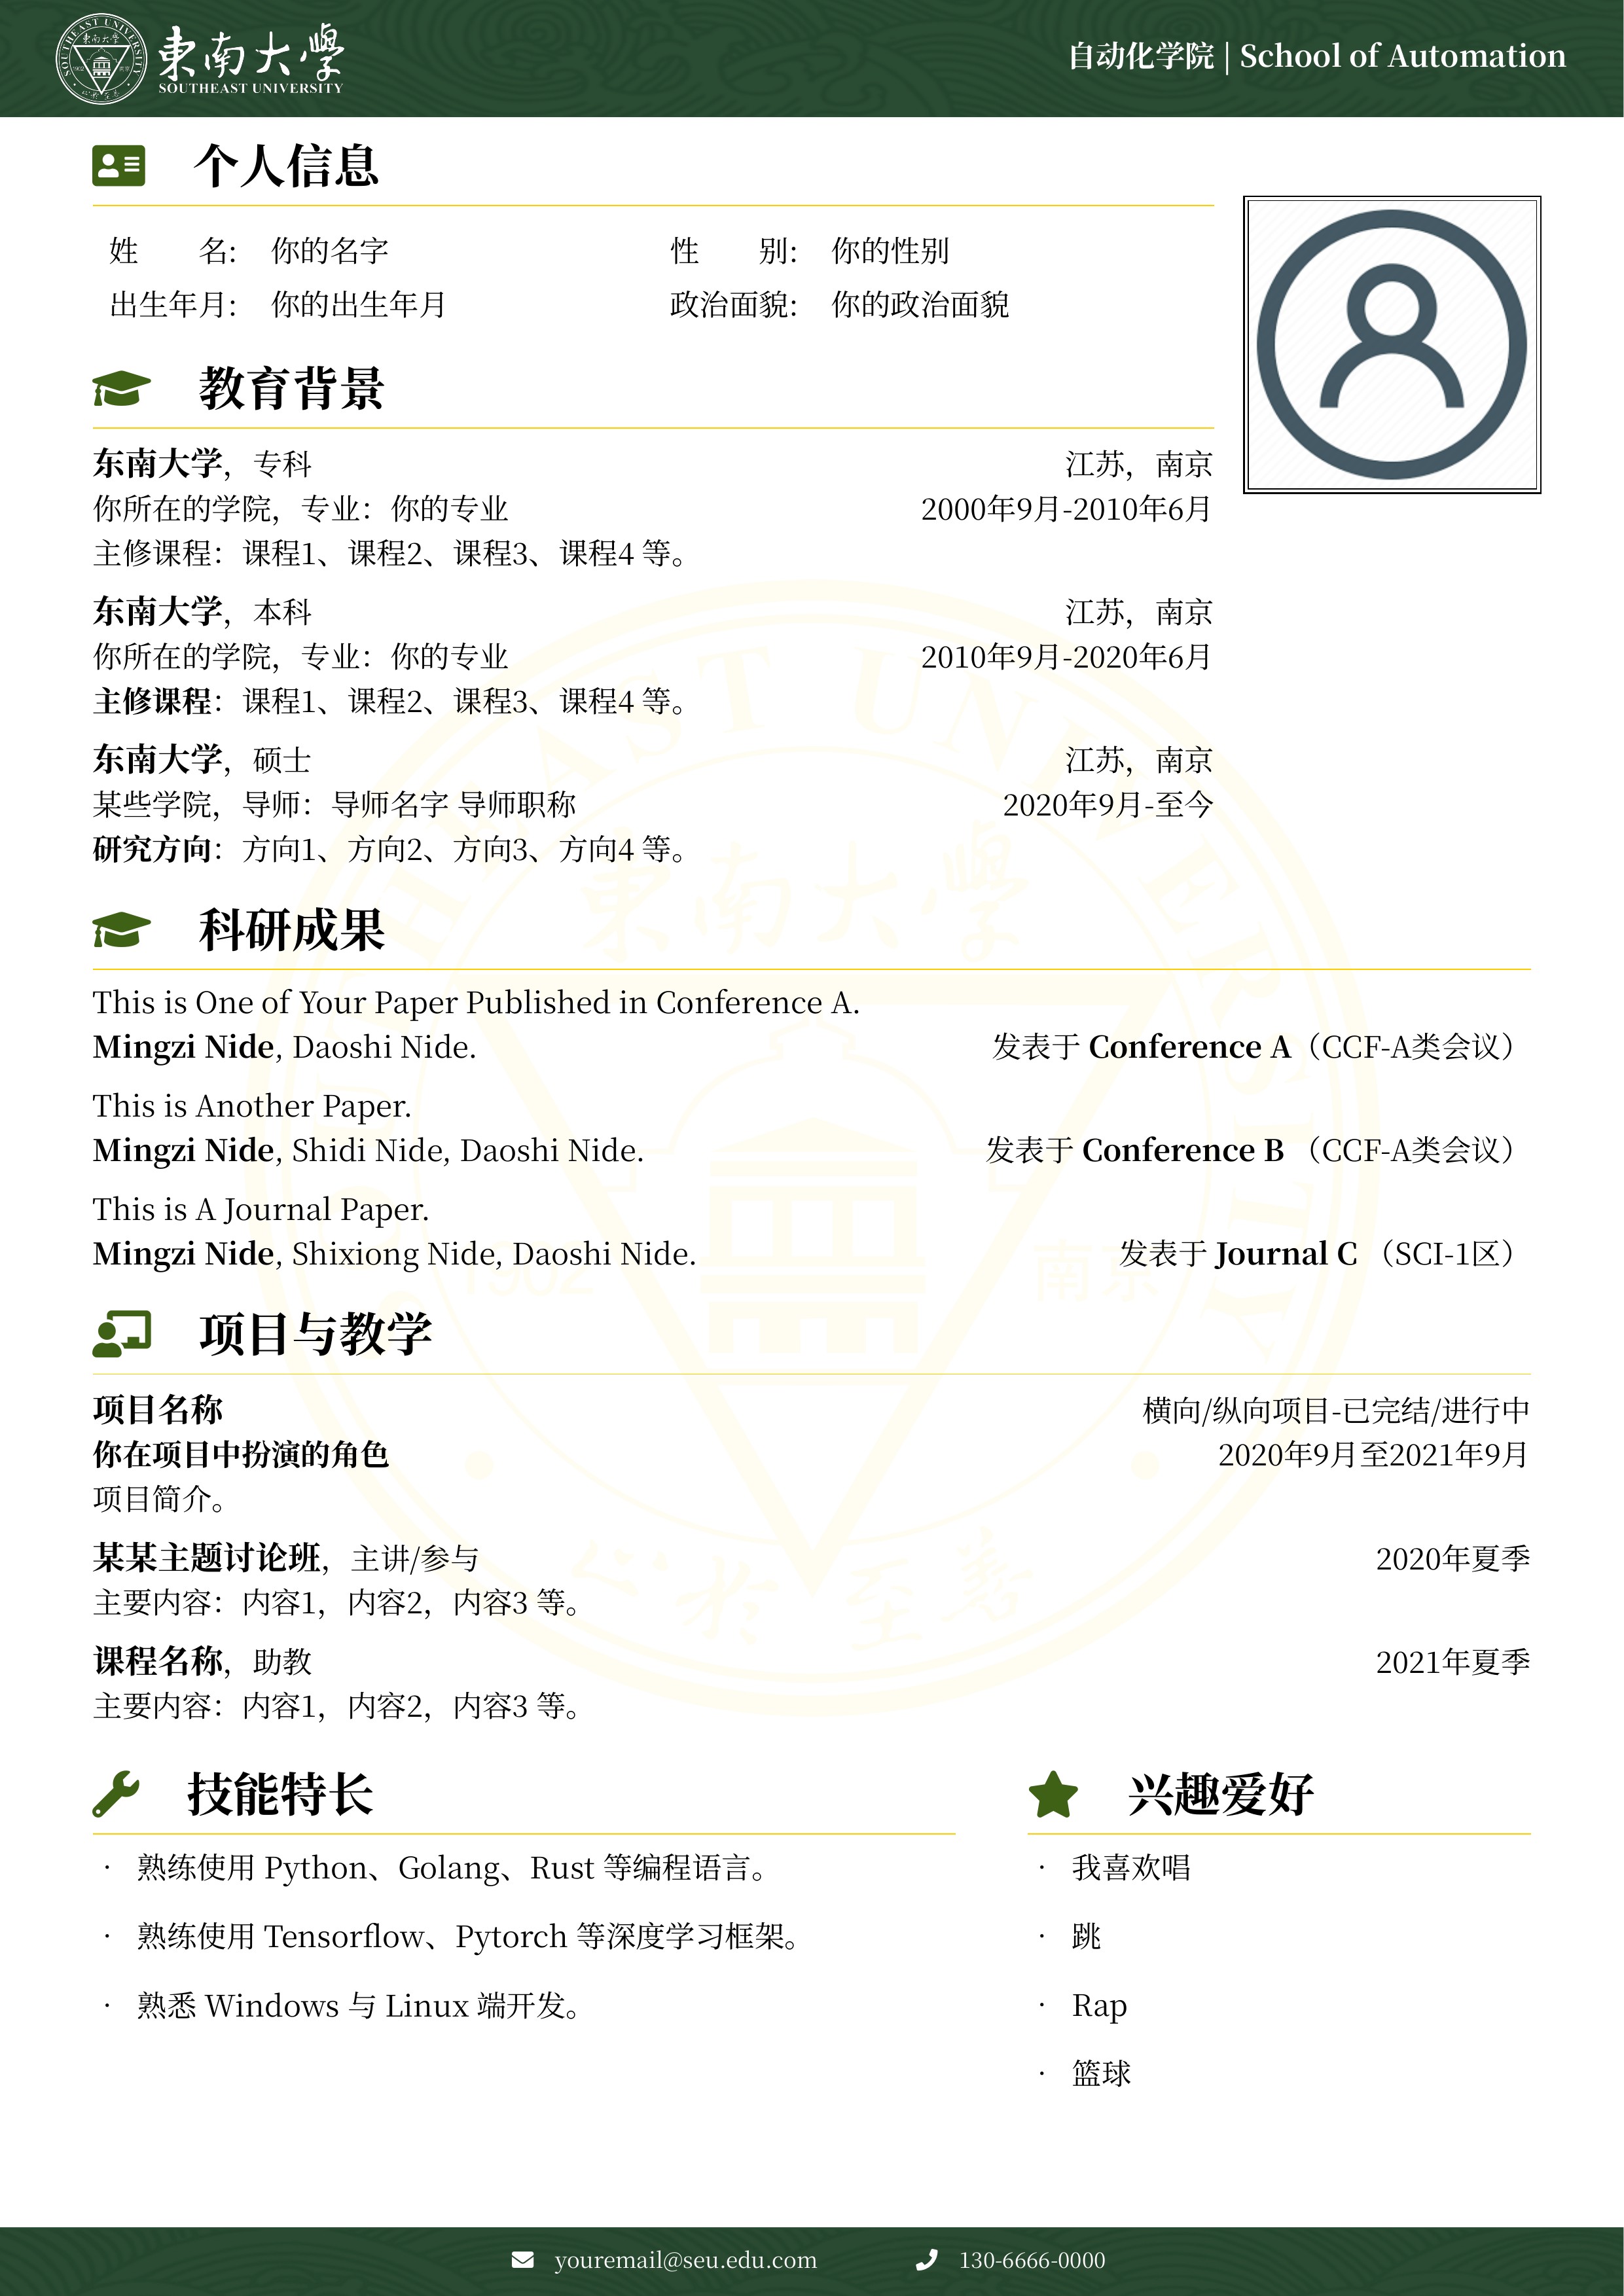 東南大學
SOUTHEAST UNIVERSITY
自动化学院 | School of Automation
个人信息
姓 名: 你的名字 性 别: 你的性别
出生年月: 你的出生年月 政治面貌: 你的政治面貌
教育背景
东南大学，专科 江苏，南京
你所在的学院，专业：你的专业 2000年9月-2010年6月
主修课程：课程1、课程2、课程3、课程4 等。
东南大学，本科 江苏，南京
你所在的学院，专业：你的专业 2010年9月-2020年6月
主修课程：课程1、课程2、课程3、课程4 等。
东南大学，硕士 江苏，南京
某些学院，导师：导师名字 导师职称 2020年9月-至今
研究方向：方向1、方向2、方向3、方向4 等。
科研成果
This is One of Your Paper Published in Conference A.
Mingzi Nide, Daoshi Nide. 发表于 Conference A（CCF-A类会议）
This is Another Paper.
Mingzi Nide, Shidi Nide, Daoshi Nide. 发表于 Conference B （CCF-A类会议）
This is A Journal Paper.
Mingzi Nide, Shixiong Nide, Daoshi Nide. 发表于 Journal C （SCI-1区）
项目与教学
项目名称 横向/纵向项目-已完结/进行中
你在项目中扮演的角色 2020年9月至2021年9月
项目简介。
某某主题讨论班，主讲/参与 2020年夏季
主要内容：内容1，内容2，内容3 等。
课程名称，助教 2021年夏季
主要内容：内容1，内容2，内容3 等。
技能特长
· 熟练使用 Python、Golang、Rust 等编程语言。
· 熟练使用 Tensorflow、Pytorch 等深度学习框架。
· 熟悉 Windows 与 Linux 端开发。
兴趣爱好
· 我喜欢唱
· 跳
· Rap
· 篮球
SOUTHEAST UNIVERSITY
東南大學
1902 南京
止於至善
youremail@seu.edu.com 130-6666-0000